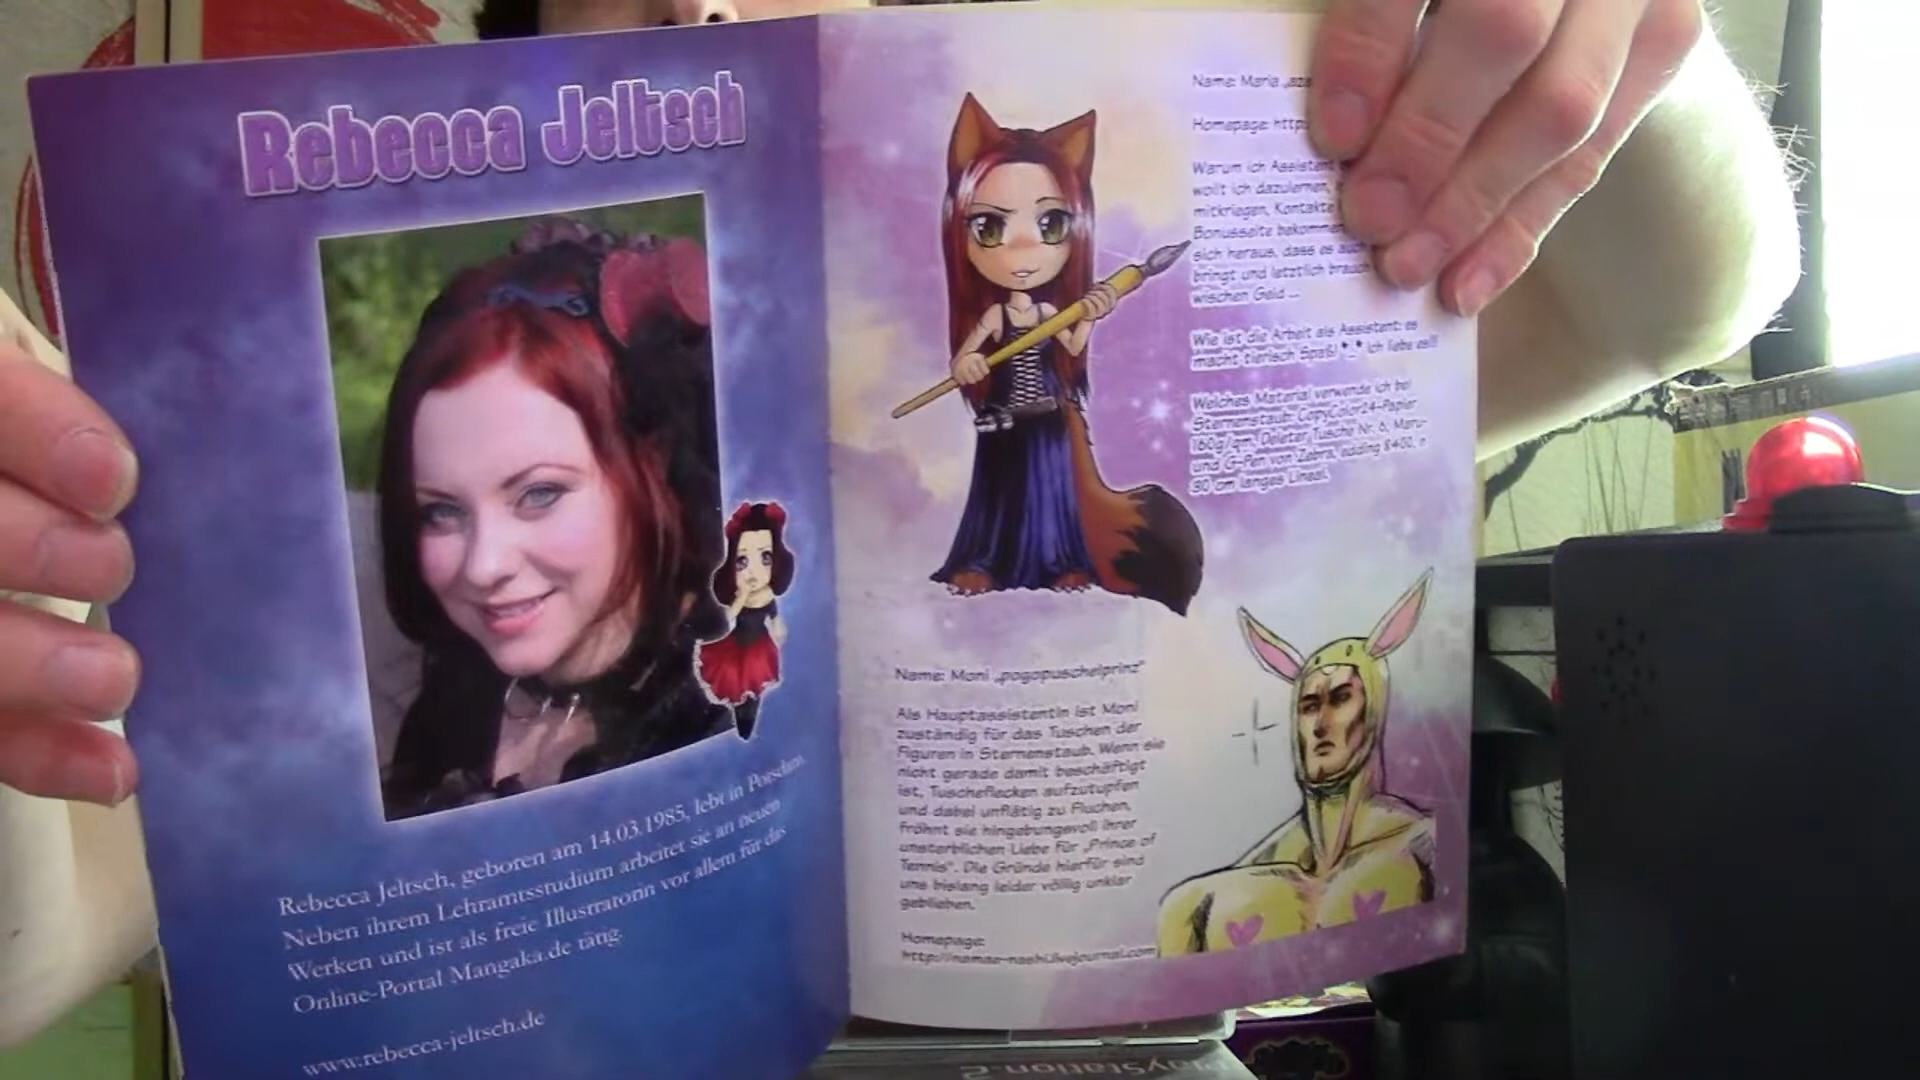 Rebecca Jeltsch
Rebecca Jeltsch, geboren am 14.03.1985, lebt in Potsdam.
Neben ihrem Lehramtsstudium arbeitet sie an neuen
Werken und ist als freie Illustratorin vor allem für das
Online-Portal Mangaka.de tätig.
www.rebecca-jeltsch.de
Name: Maria
Homepage:
Warum ich Assistent
wollt ich dazulernen,
mitkriegen, Kontakte
Bonusseite bekommen
sich heraus, dass es
bringt und letztlich
wischen Geld ...
Wie ist die Arbeit als Assistent: es
macht tierisch Spaß! *_* Ich liebe es!!!
Welches Material verwende ich bei
Sternenstaub: CopyColor24-Papier
160g/qm, Deleter Tusche Nr. 6, Maru-
und G-Pen von Zebra, edding 8400, n
30 cm langes Lineal.
Name: Moni „pogopuschelprinz"
Als Hauptassistentin ist Moni
zuständig für das Tuschen der
Figuren in Sternenstaub. Wenn sie
nicht gerade damit beschäftigt
ist, Tuscheflecken aufzutupfen
und dabei unflätig zu fluchen,
fröhnt sie hingebungsvoll ihrer
unsterblichen Liebe für „Prince of
Tennis". Die Gründe hierfür sind
uns bislang leider völlig unklar
geblieben.
Homepage:
http://namae-nashi.livejournal.com
PlayStation 2